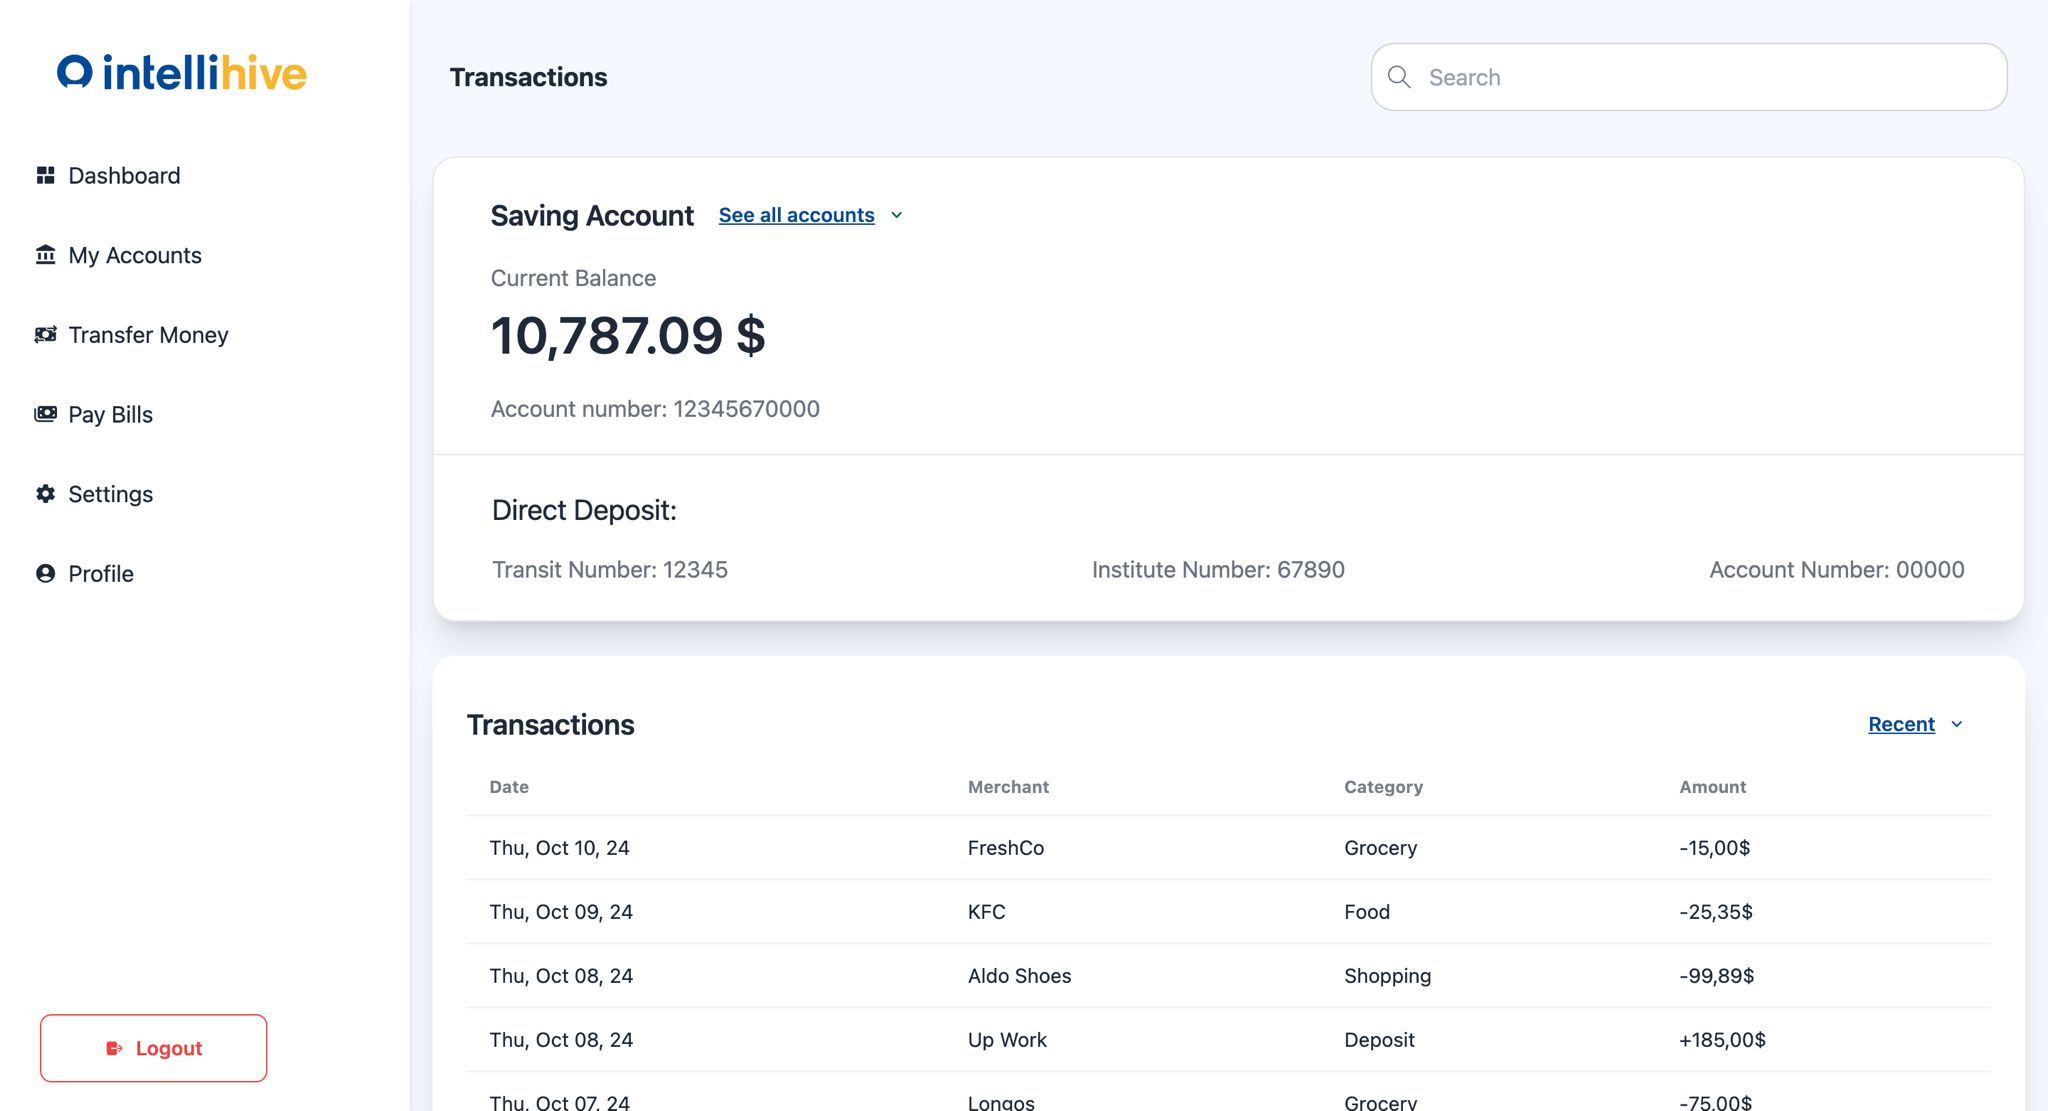 intellihive
Dashboard
My Accounts
Transfer Money
Pay Bills
Settings
Profile
Logout
Transactions
Search
Saving Account See all accounts
Current Balance
10,787.09 $
Account number: 12345670000
Direct Deposit:
Transit Number: 12345 Institute Number: 67890 Account Number: 00000
Transactions Recent
Date Merchant Category Amount
Thu, Oct 10, 24 FreshCo Grocery -15,00$
Thu, Oct 09, 24 KFC Food -25,35$
Thu, Oct 08, 24 Aldo Shoes Shopping -99,89$
Thu, Oct 08, 24 Up Work Deposit +185,00$
Thu, Oct 07, 24 Longos Grocery -75,00$